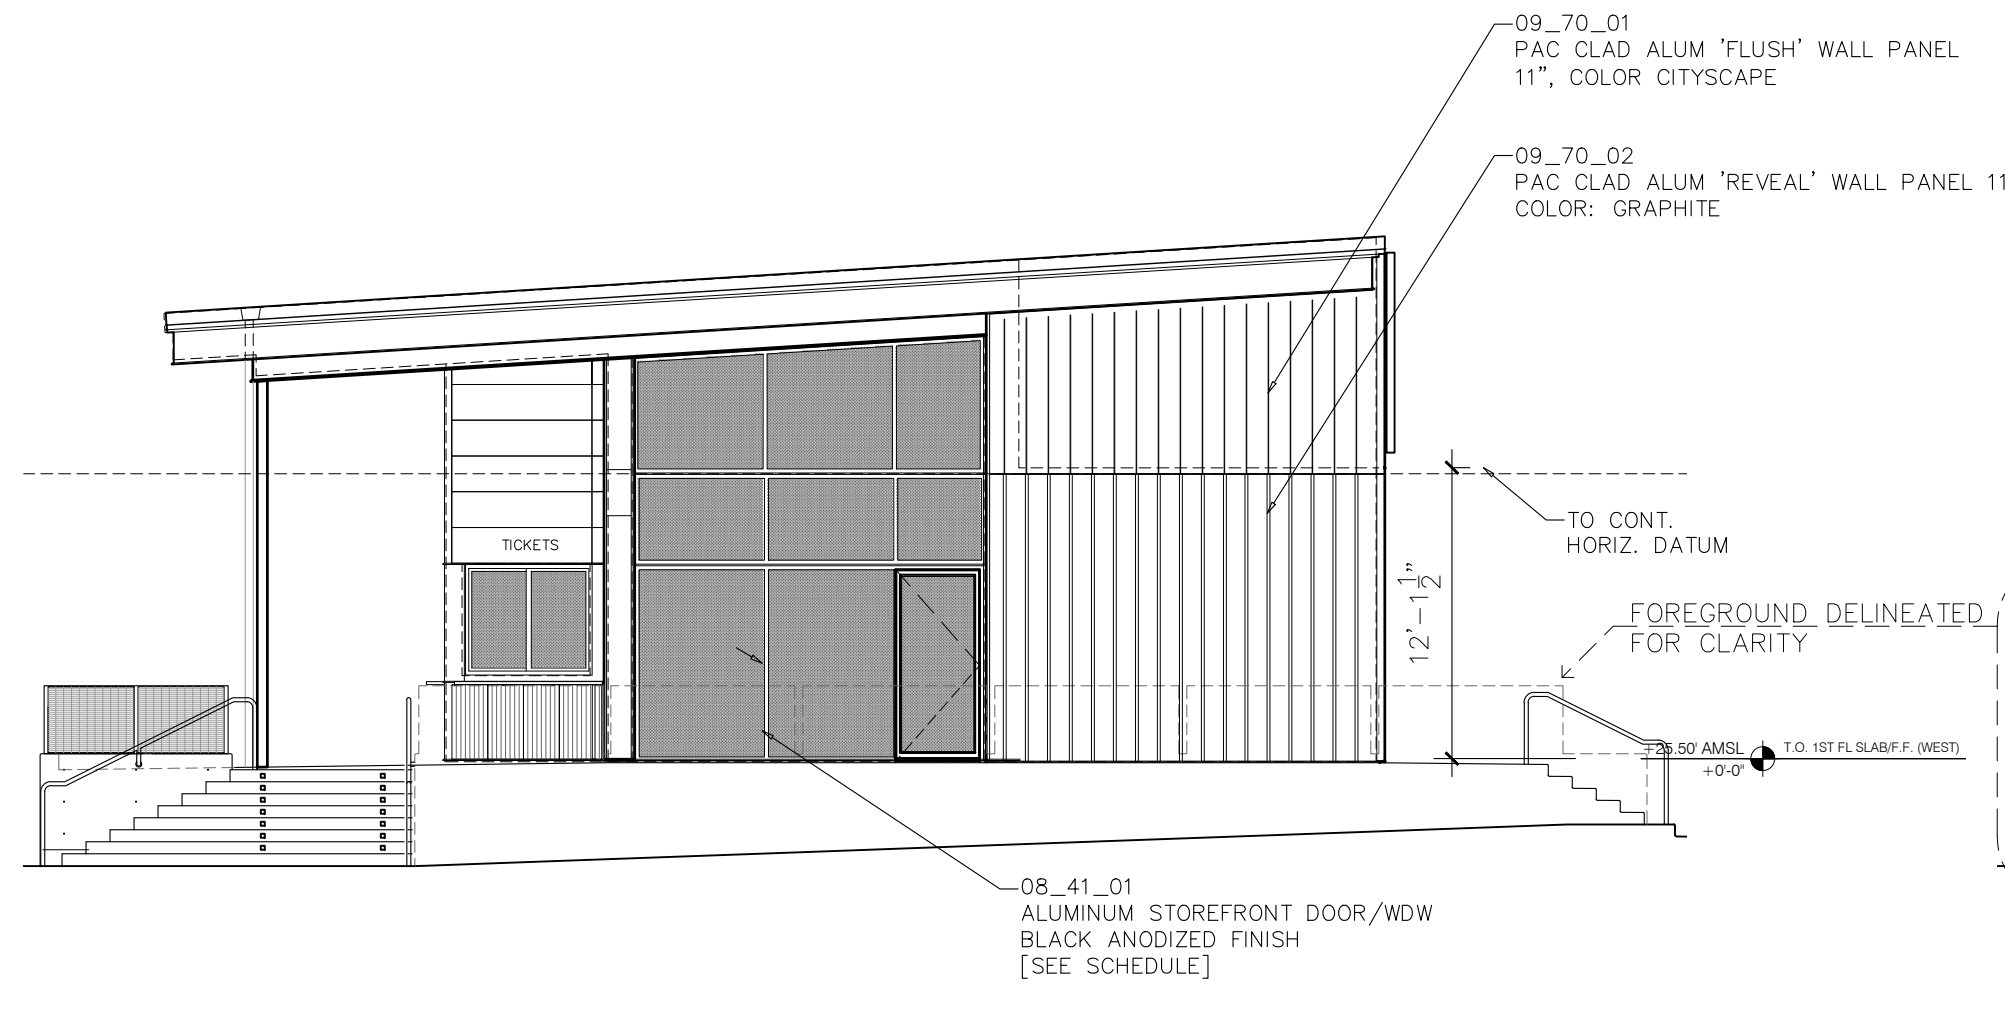 09_70_01
PAC CLAD ALUM 'FLUSH' WALL PANEL
11", COLOR CITYSCAPE
09_70_02
PAC CLAD ALUM 'REVEAL' WALL PANEL 11
COLOR: GRAPHITE
TO CONT.
HORIZ. DATUM
TICKETS
12'-1 1/2"
FOREGROUND DELINEATED
FOR CLARITY
+25.50' AMSL
+0'-0"
T.O. 1ST FL SLAB/F.F. (WEST)
08_41_01
ALUMINUM STOREFRONT DOOR/WDW
BLACK ANODIZED FINISH
[SEE SCHEDULE]